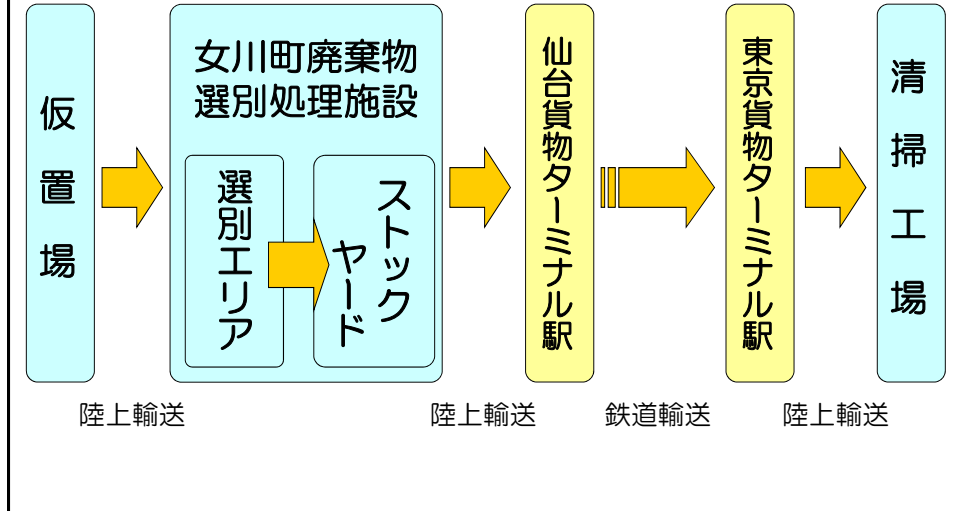 仮置場
女川町廃棄物
選別処理施設
選別エリア
ストック
ヤード
仙台貨物ターミナル駅
東京貨物ターミナル駅
清掃工場
陸上輸送
陸上輸送
鉄道輸送
陸上輸送